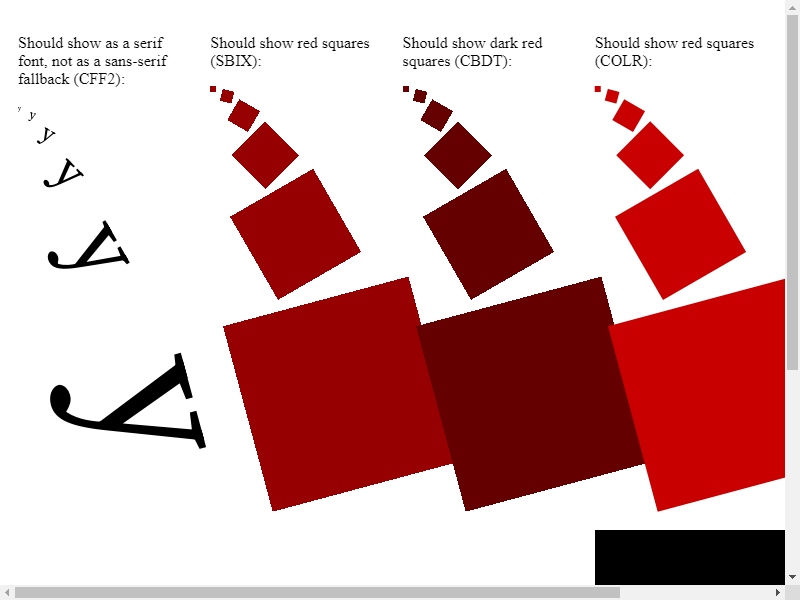 Should show as a serif
font, not as a sans-serif
fallback (CFF2):
y
y
y
y
y
y
Should show red squares
(SBIX):
Should show dark red
squares (CBDT):
Should show red squares
(COLR):